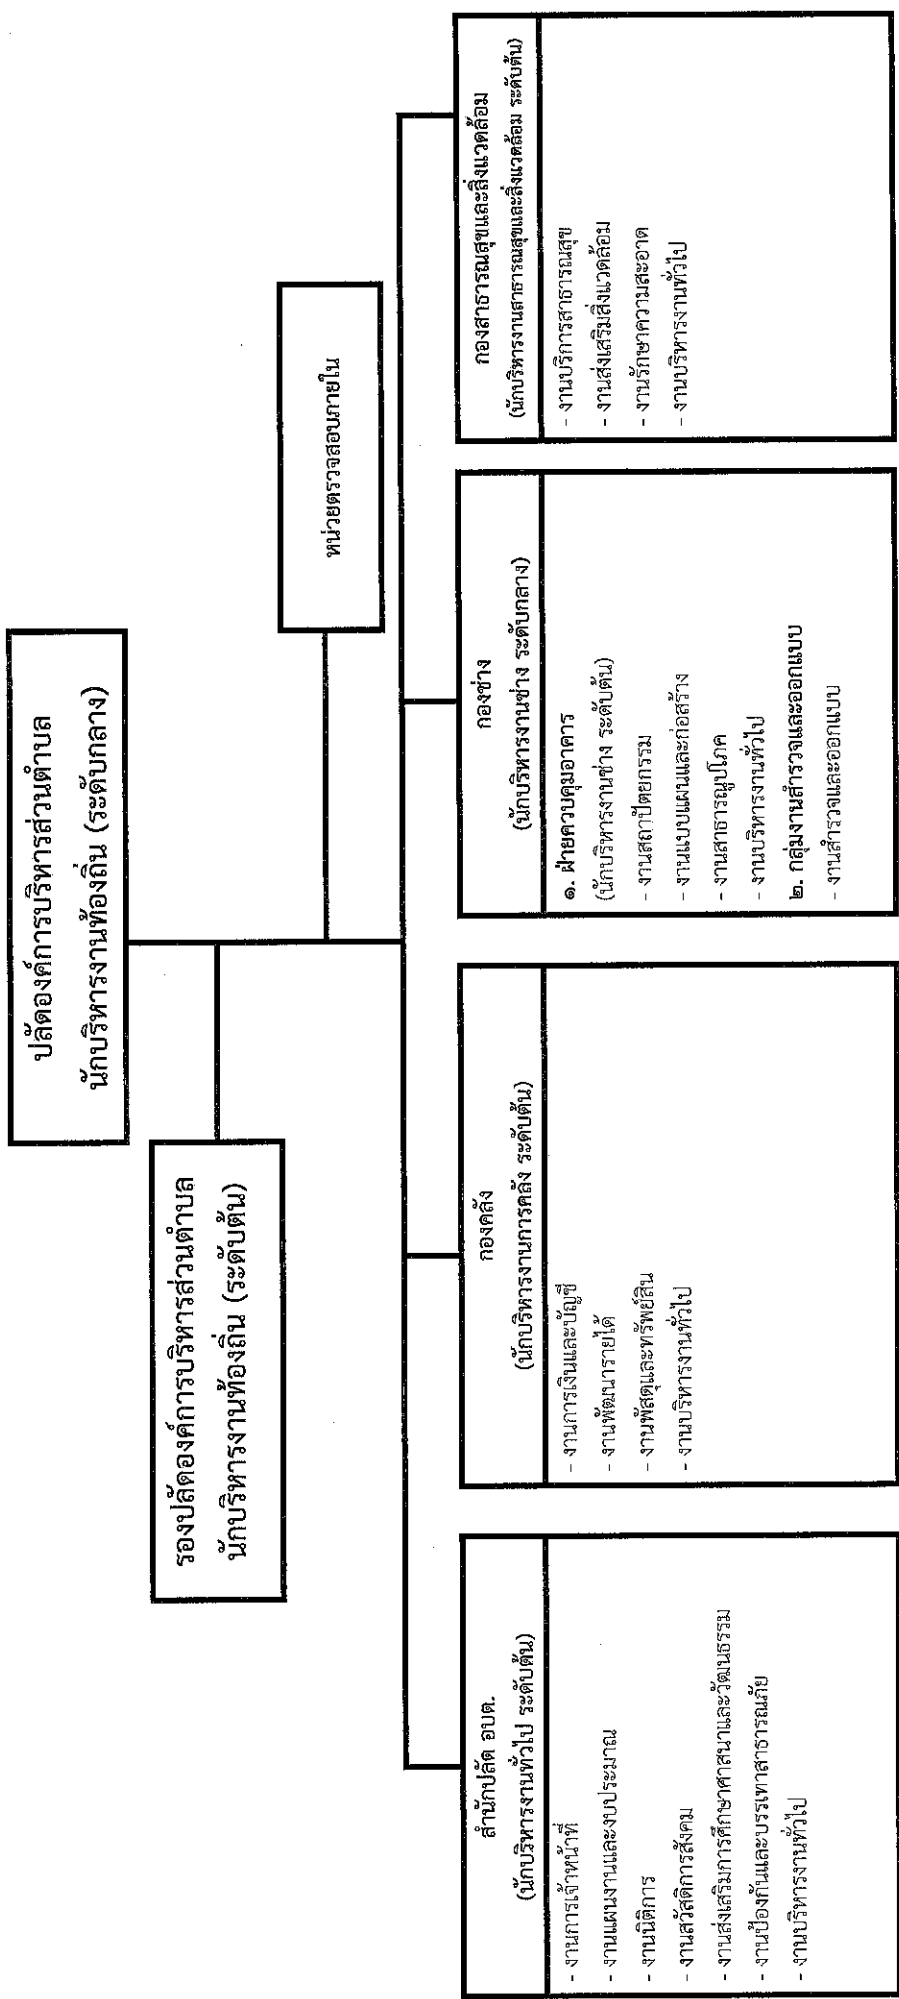 ปลัดองค์การบริหารส่วนตำบล
นักบริหารงานท้องถิ่น (ระดับกลาง)
รองปลัดองค์การบริหารส่วนตำบล
นักบริหารงานท้องถิ่น (ระดับต้น)
หน่วยตรวจสอบภายใน
สำนักปลัด อบต.
(นักบริหารงานทั่วไป ระดับต้น)
- งานการเจ้าหน้าที่
- งานแผนงานและงบประมาณ
- งานนิติการ
- งานสวัสดิการสังคม
- งานส่งเสริมการศึกษาศาสนาและวัฒนธรรม
- งานป้องกันและบรรเทาสาธารณภัย
- งานบริหารงานทั่วไป
กองคลัง
(นักบริหารงานการคลัง ระดับต้น)
- งานการเงินและบัญชี
- งานพัฒนารายได้
- งานพัสดุและทรัพย์สิน
- งานบริหารงานทั่วไป
กองช่าง
(นักบริหารงานช่าง ระดับกลาง)
๑. ฝ่ายควบคุมอาคาร
(นักบริหารงานช่าง ระดับต้น)
- งานสถาปัตยกรรม
- งานแบบแผนและก่อสร้าง
- งานสาธารณูปโภค
- งานบริหารงานทั่วไป
๒. กลุ่มงานสำรวจและออกแบบ
- งานสำรวจและออกแบบ
กองสาธารณสุขและสิ่งแวดล้อม
(นักบริหารงานสาธารณสุขและสิ่งแวดล้อม ระดับต้น)
- งานบริการสาธารณสุข
- งานส่งเสริมสิ่งแวดล้อม
- งานรักษาความสะอาด
- งานบริหารงานทั่วไป